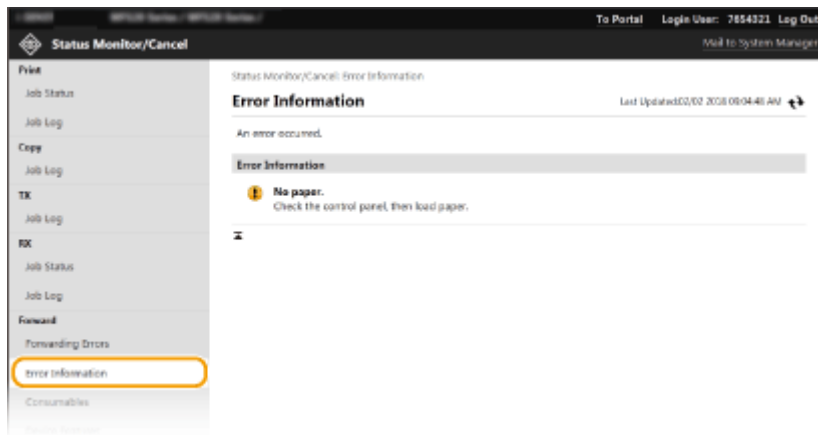 To Portal Login User: 7654321 Log Out
Status Monitor/Cancel
Mail to System Manager
Print
Job Status
Job Log
Copy
Job Log
TX
Job Log
RX
Job Status
Job Log
Forward
Forwarding Errors
Error Information
Consumables
Status Monitor/Cancel: Error Information
Error Information
Last Updated:02/02 2018 09:04:48 AM
An error occurred.
Error Information
No paper.
Check the control panel, then load paper.